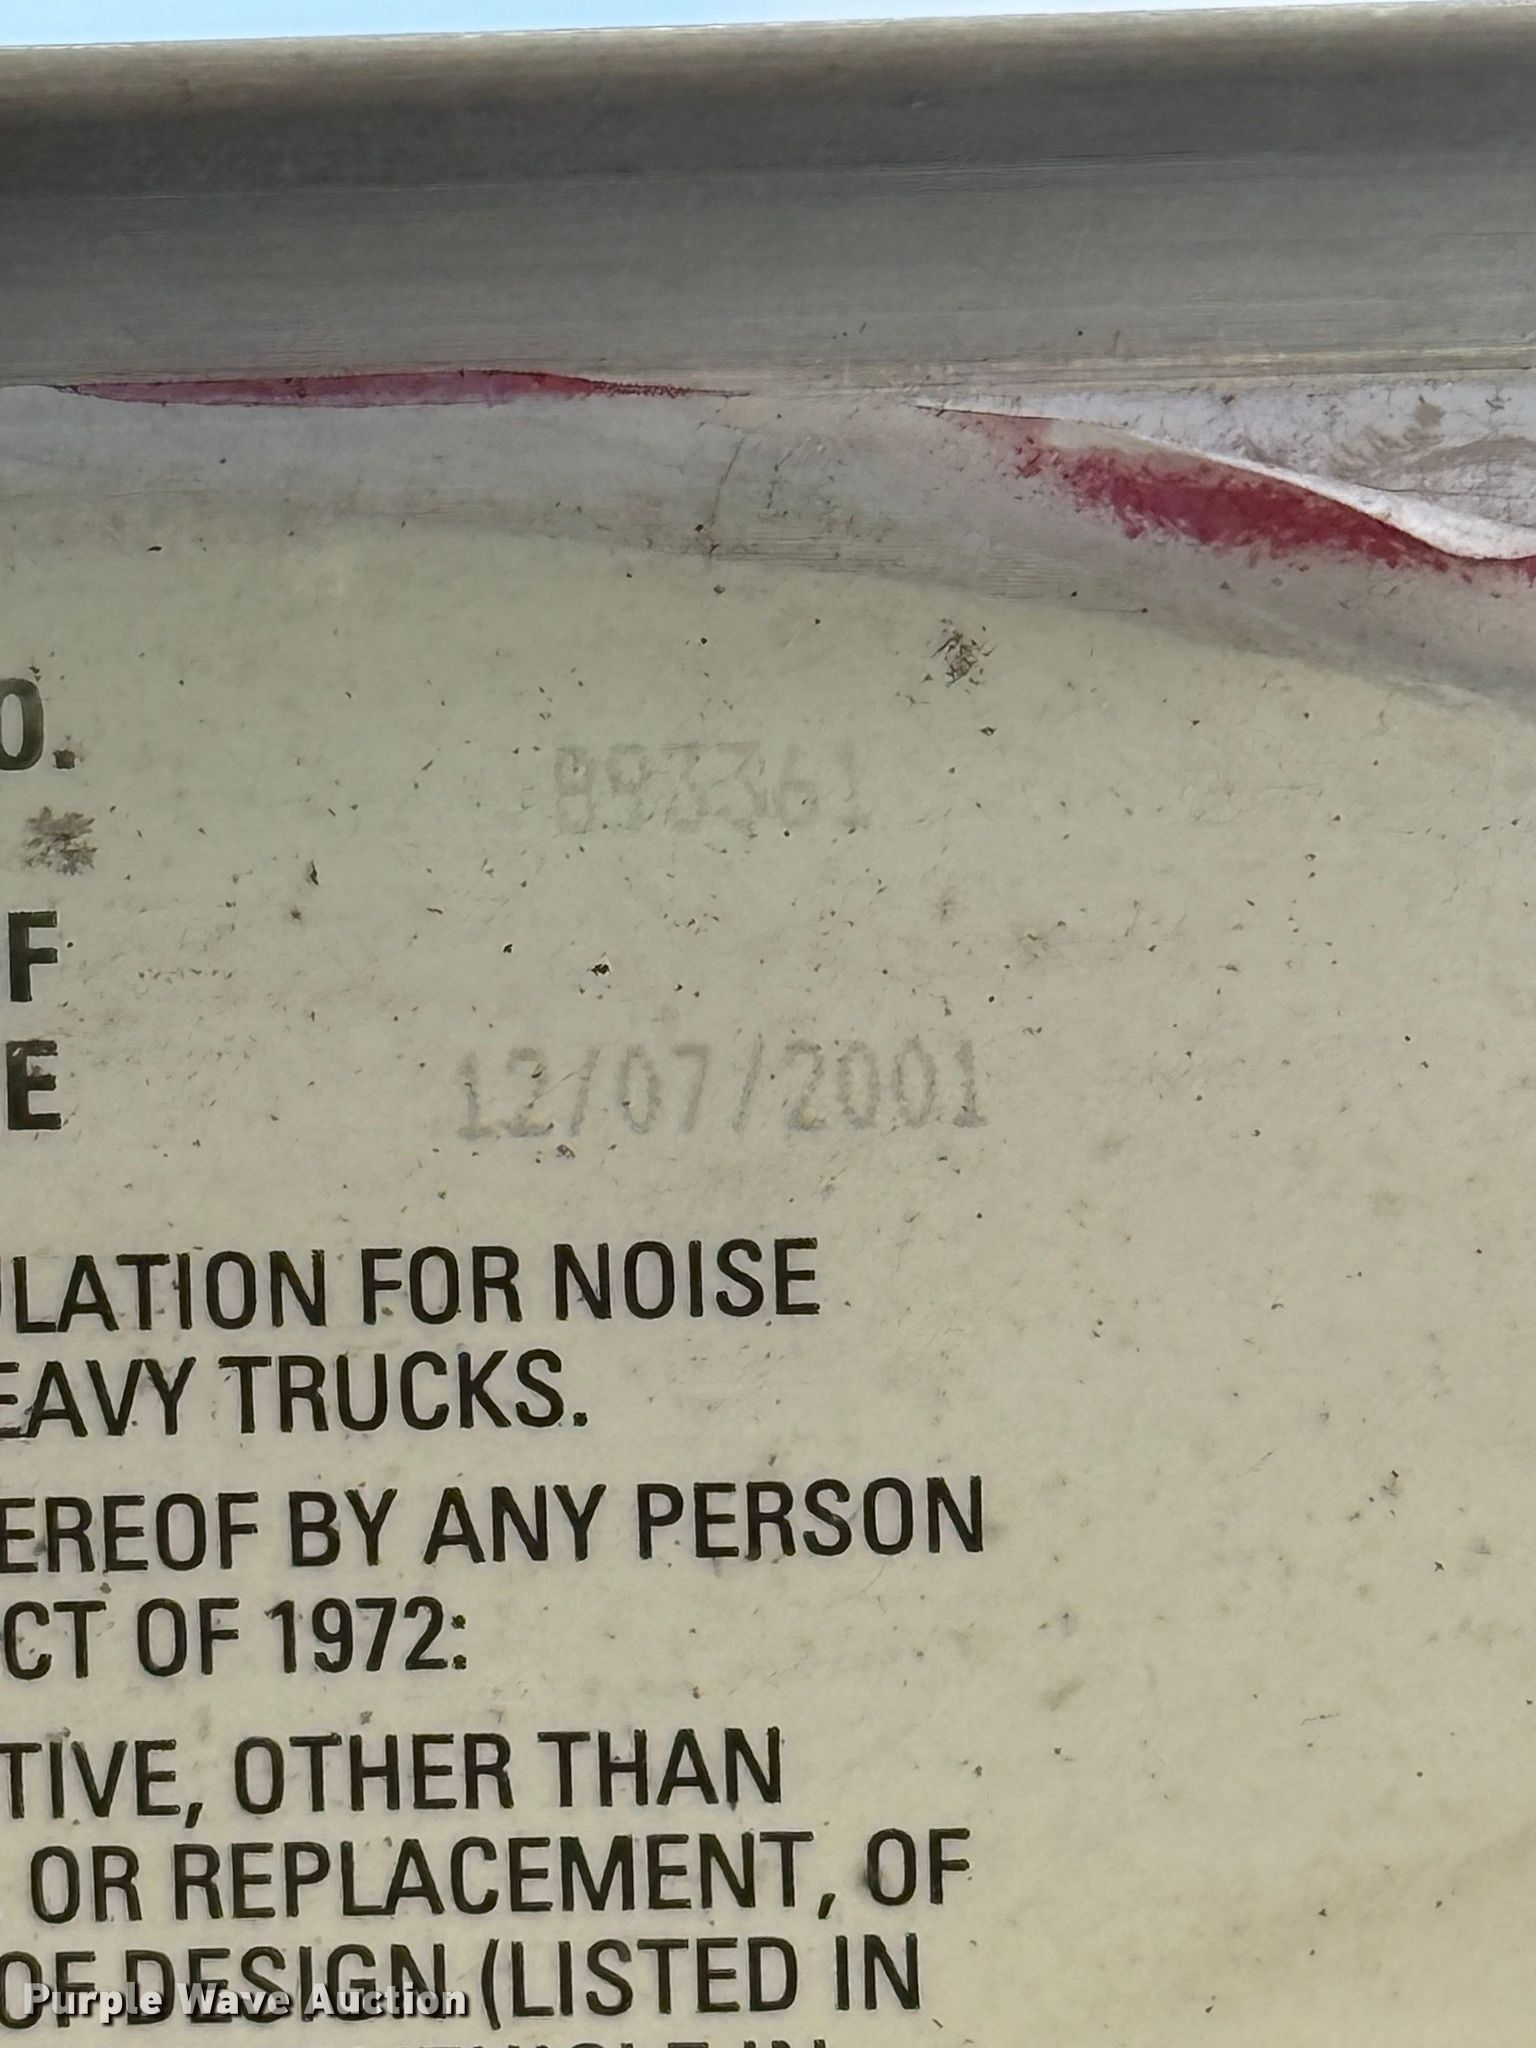 O.
893361
F
12/07/2001
E
ULATION FOR NOISE
EAVY TRUCKS.
EREOF BY ANY PERSON
CT OF 1972:
TIVE, OTHER THAN
OR REPLACEMENT, OF
OF DESIGN (LISTED IN
Purple Wave Auction